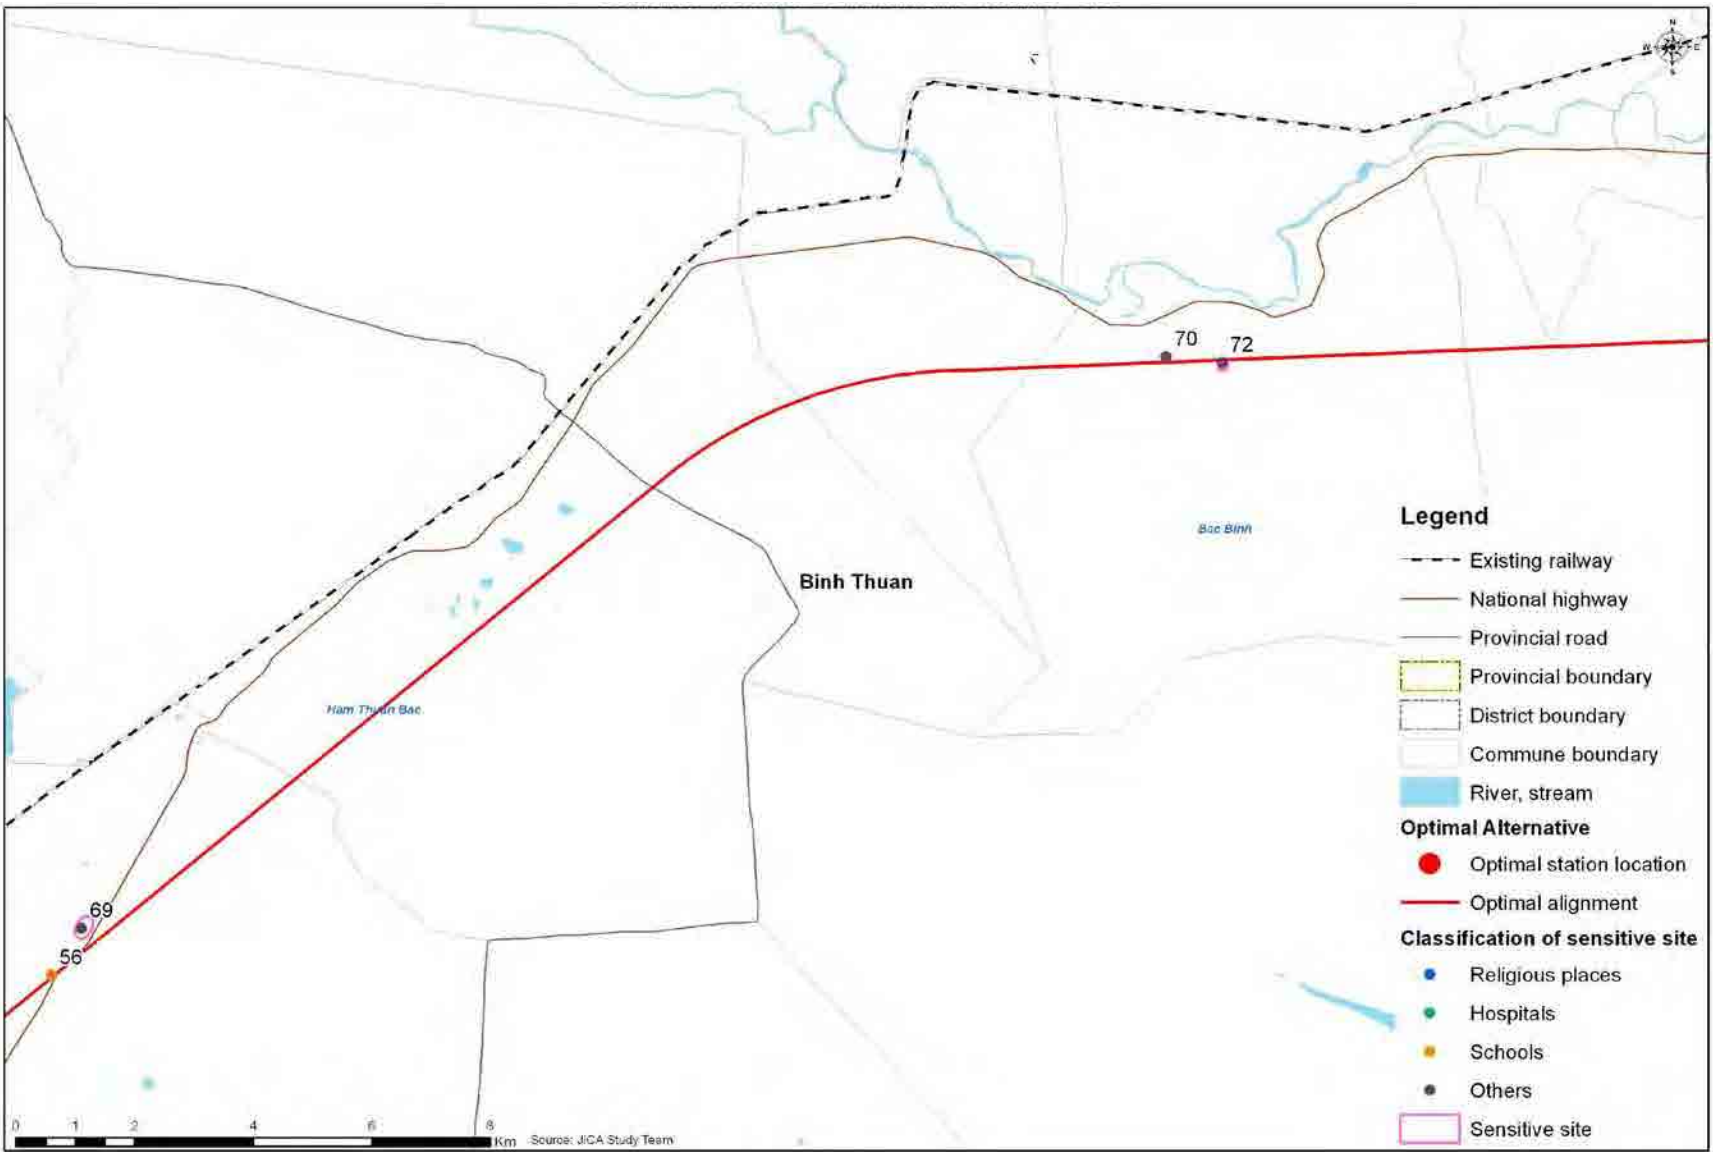 N
W E
S
70
72
Bac Binh
Binh Thuan
Ham Thuan Bac
69
56
Legend
Existing railway
National highway
Provincial road
Provincial boundary
District boundary
Commune boundary
River, stream
Optimal Alternative
Optimal station location
Optimal alignment
Classification of sensitive site
Religious places
Hospitals
Schools
Others
Sensitive site
0 1 2 4 6 8
Km Source: JICA Study Team